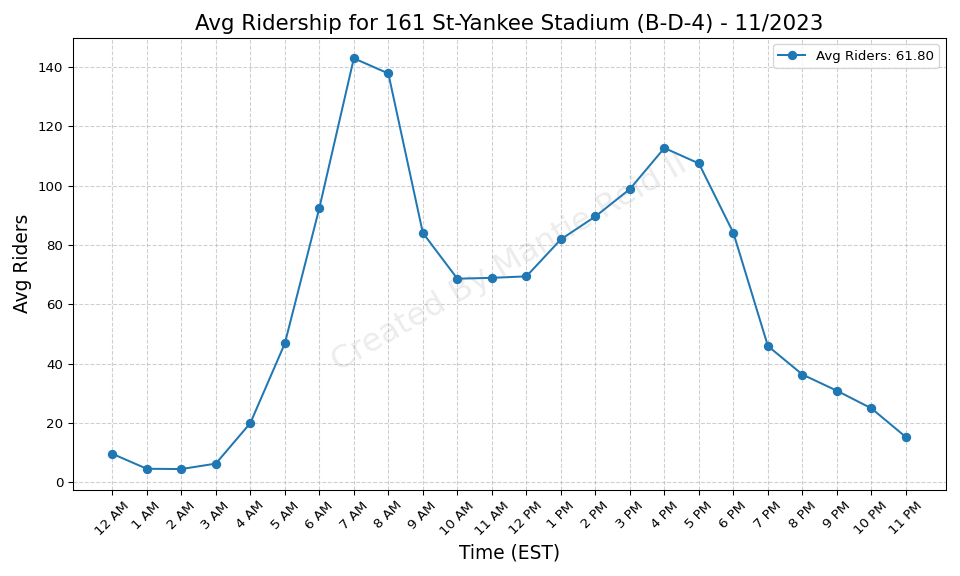 Avg Ridership for 161 St-Yankee Stadium (B-D-4) - 11/2023
Avg Riders: 61.80
140
120
100
80
60
40
20
0
Avg Riders
Created By Mantie Reid II
12 AM
1 AM
2 AM
3 AM
4 AM
5 AM
6 AM
7 AM
8 AM
9 AM
10 AM
11 AM
12 PM
1 PM
2 PM
3 PM
4 PM
5 PM
6 PM
7 PM
8 PM
9 PM
10 PM
11 PM
Time (EST)